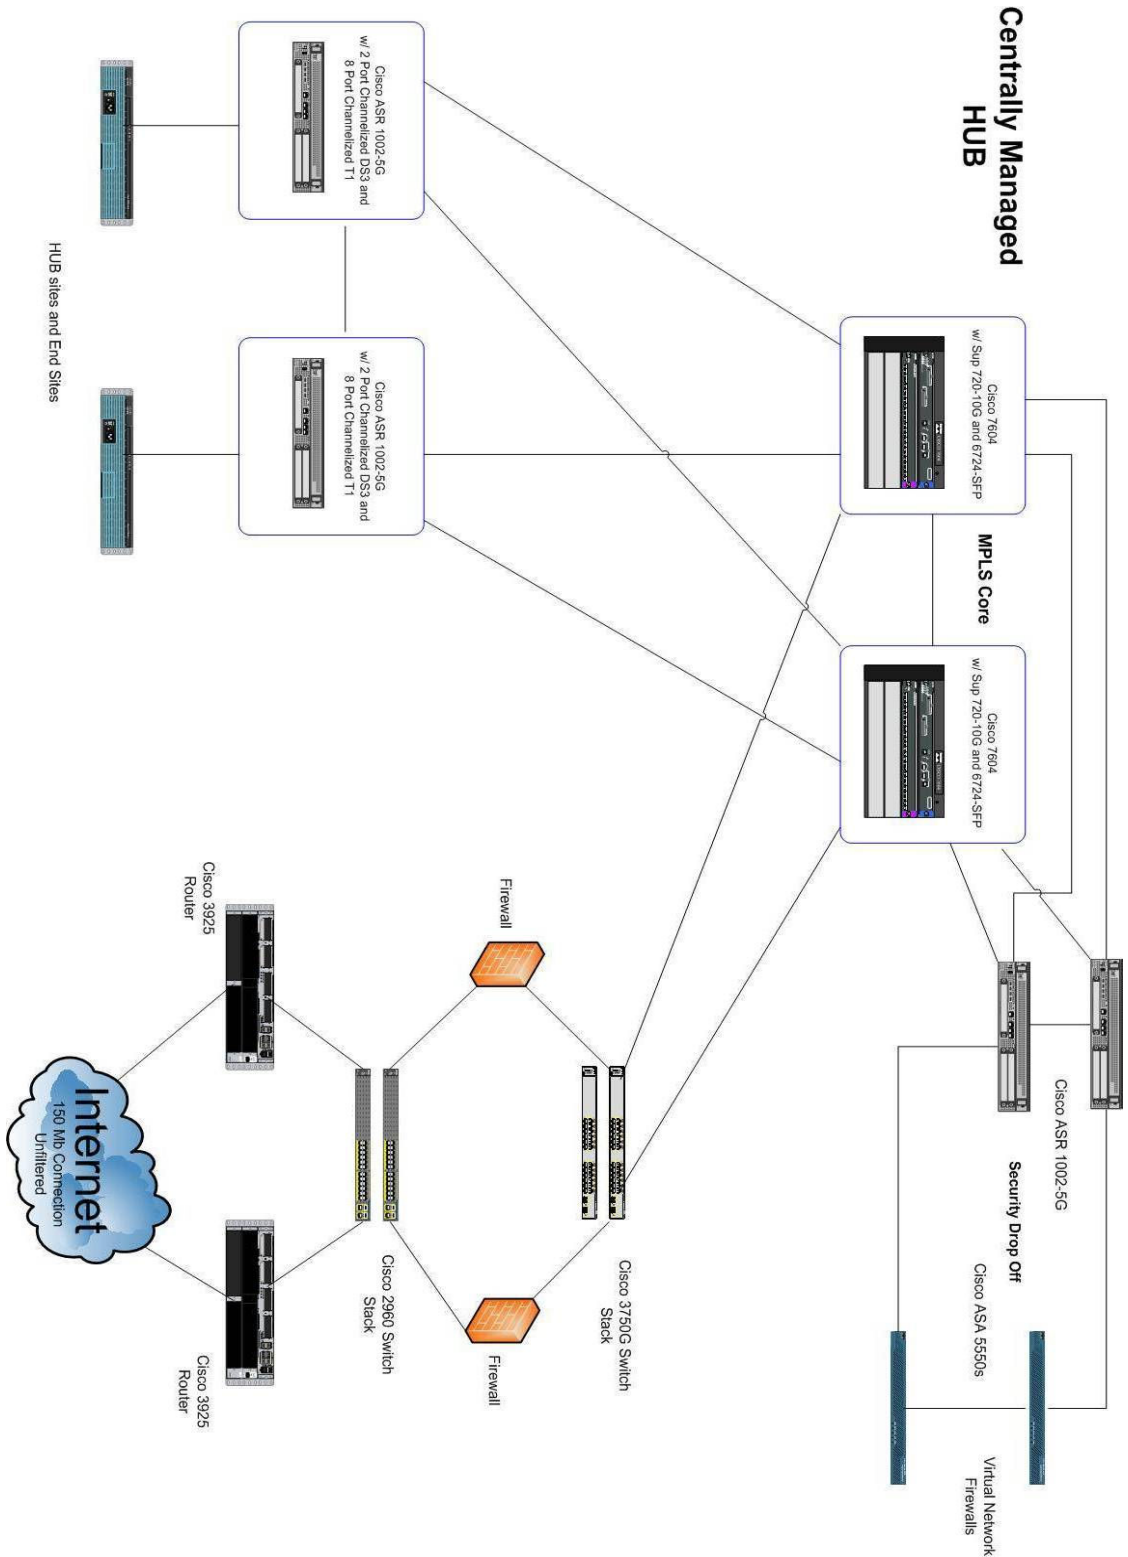 Centrally Managed
HUB
Cisco 7604
w/ Sup 720-10G and 6724-SFP
MPLS Core
Cisco 7604
w/ Sup 720-10G and 6724-SFP
Cisco ASR 1002-5G
Security Drop Off
Cisco ASA 5550s
Virtual Network
Firewalls
Cisco ASR 1002-5G
w/ 2 Port Channelized DS3 and
8 Port Channelized T1
Cisco ASR 1002-5G
w/ 2 Port Channelized DS3 and
8 Port Channelized T1
HUB sites and End Sites
Cisco 3750G Switch
Stack
Firewall
Firewall
Cisco 2960 Switch
Stack
Cisco 3925
Router
Cisco 3925
Router
Internet
150 Mb Connection
Unfiltered